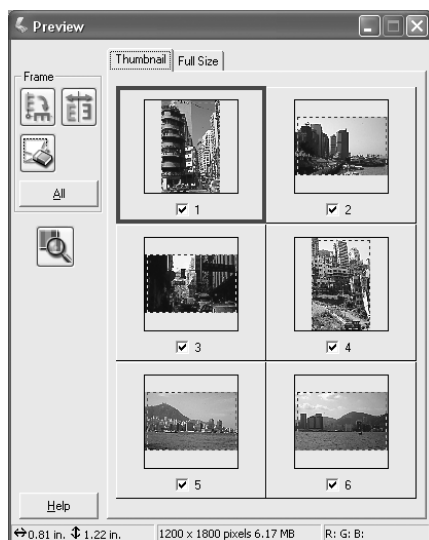 Preview
Thumbnail Full Size
Frame
All
1
2
3
4
5
6
Help
0.81 in. 1.22 in. 1200 x 1800 pixels 6.17 MB R: G: B: